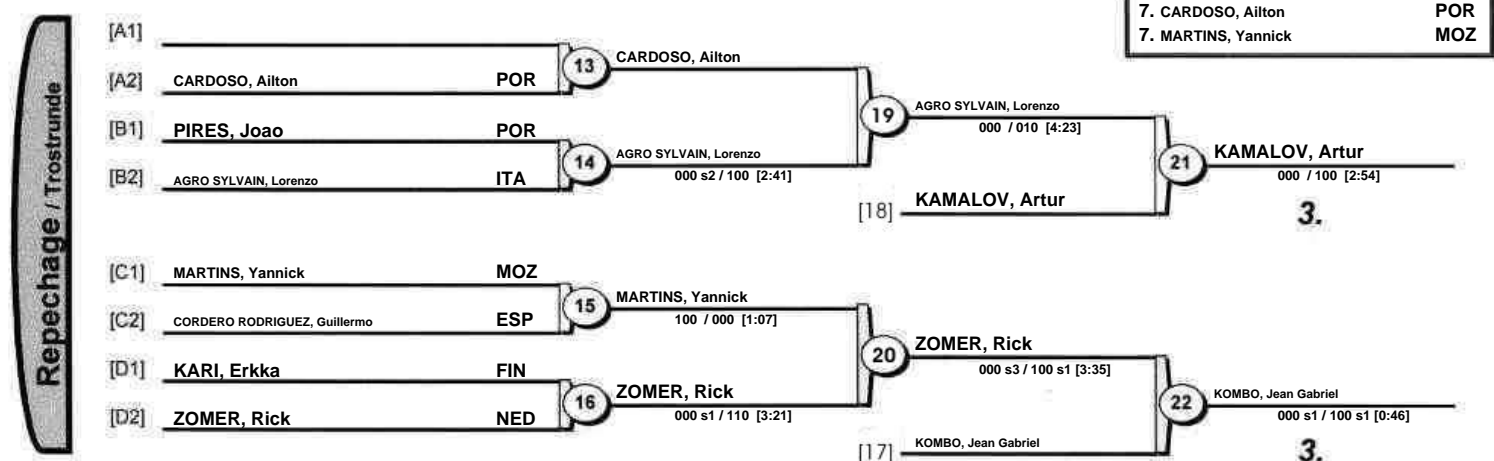 7. CARDOSO, Ailton POR
7. MARTINS, Yannick MOZ
Repechage / Trostrunde
[A1]
[A2] CARDOSO, Ailton POR
13 CARDOSO, Ailton
[B1] PIRES, Joao POR
[B2] AGRO SYLVAIN, Lorenzo ITA
14 AGRO SYLVAIN, Lorenzo
000 s2 / 100 [2:41]
19 AGRO SYLVAIN, Lorenzo
000 / 010 [4:23]
[18] KAMALOV, Artur
21 KAMALOV, Artur
000 / 100 [2:54]
3.
[C1] MARTINS, Yannick MOZ
[C2] CORDERO RODRIGUEZ, Guillermo ESP
15 MARTINS, Yannick
100 / 000 [1:07]
[D1] KARI, Erkka FIN
[D2] ZOMER, Rick NED
16 ZOMER, Rick
000 s1 / 110 [3:21]
20 ZOMER, Rick
000 s3 / 100 s1 [3:35]
[17] KOMBO, Jean Gabriel
22 KOMBO, Jean Gabriel
000 s1 / 100 s1 [0:46]
3.